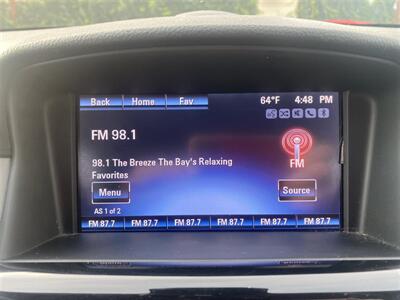 Back Home Fav 64°F 4:48 PM
FM 98.1
FM
98.1 The Breeze The Bay's Relaxing
Favorites
Menu Source
AS 1 of 2
FM 87.7 FM 87.7 FM 87.7 FM 87.7 FM 87.7 FM 87.7